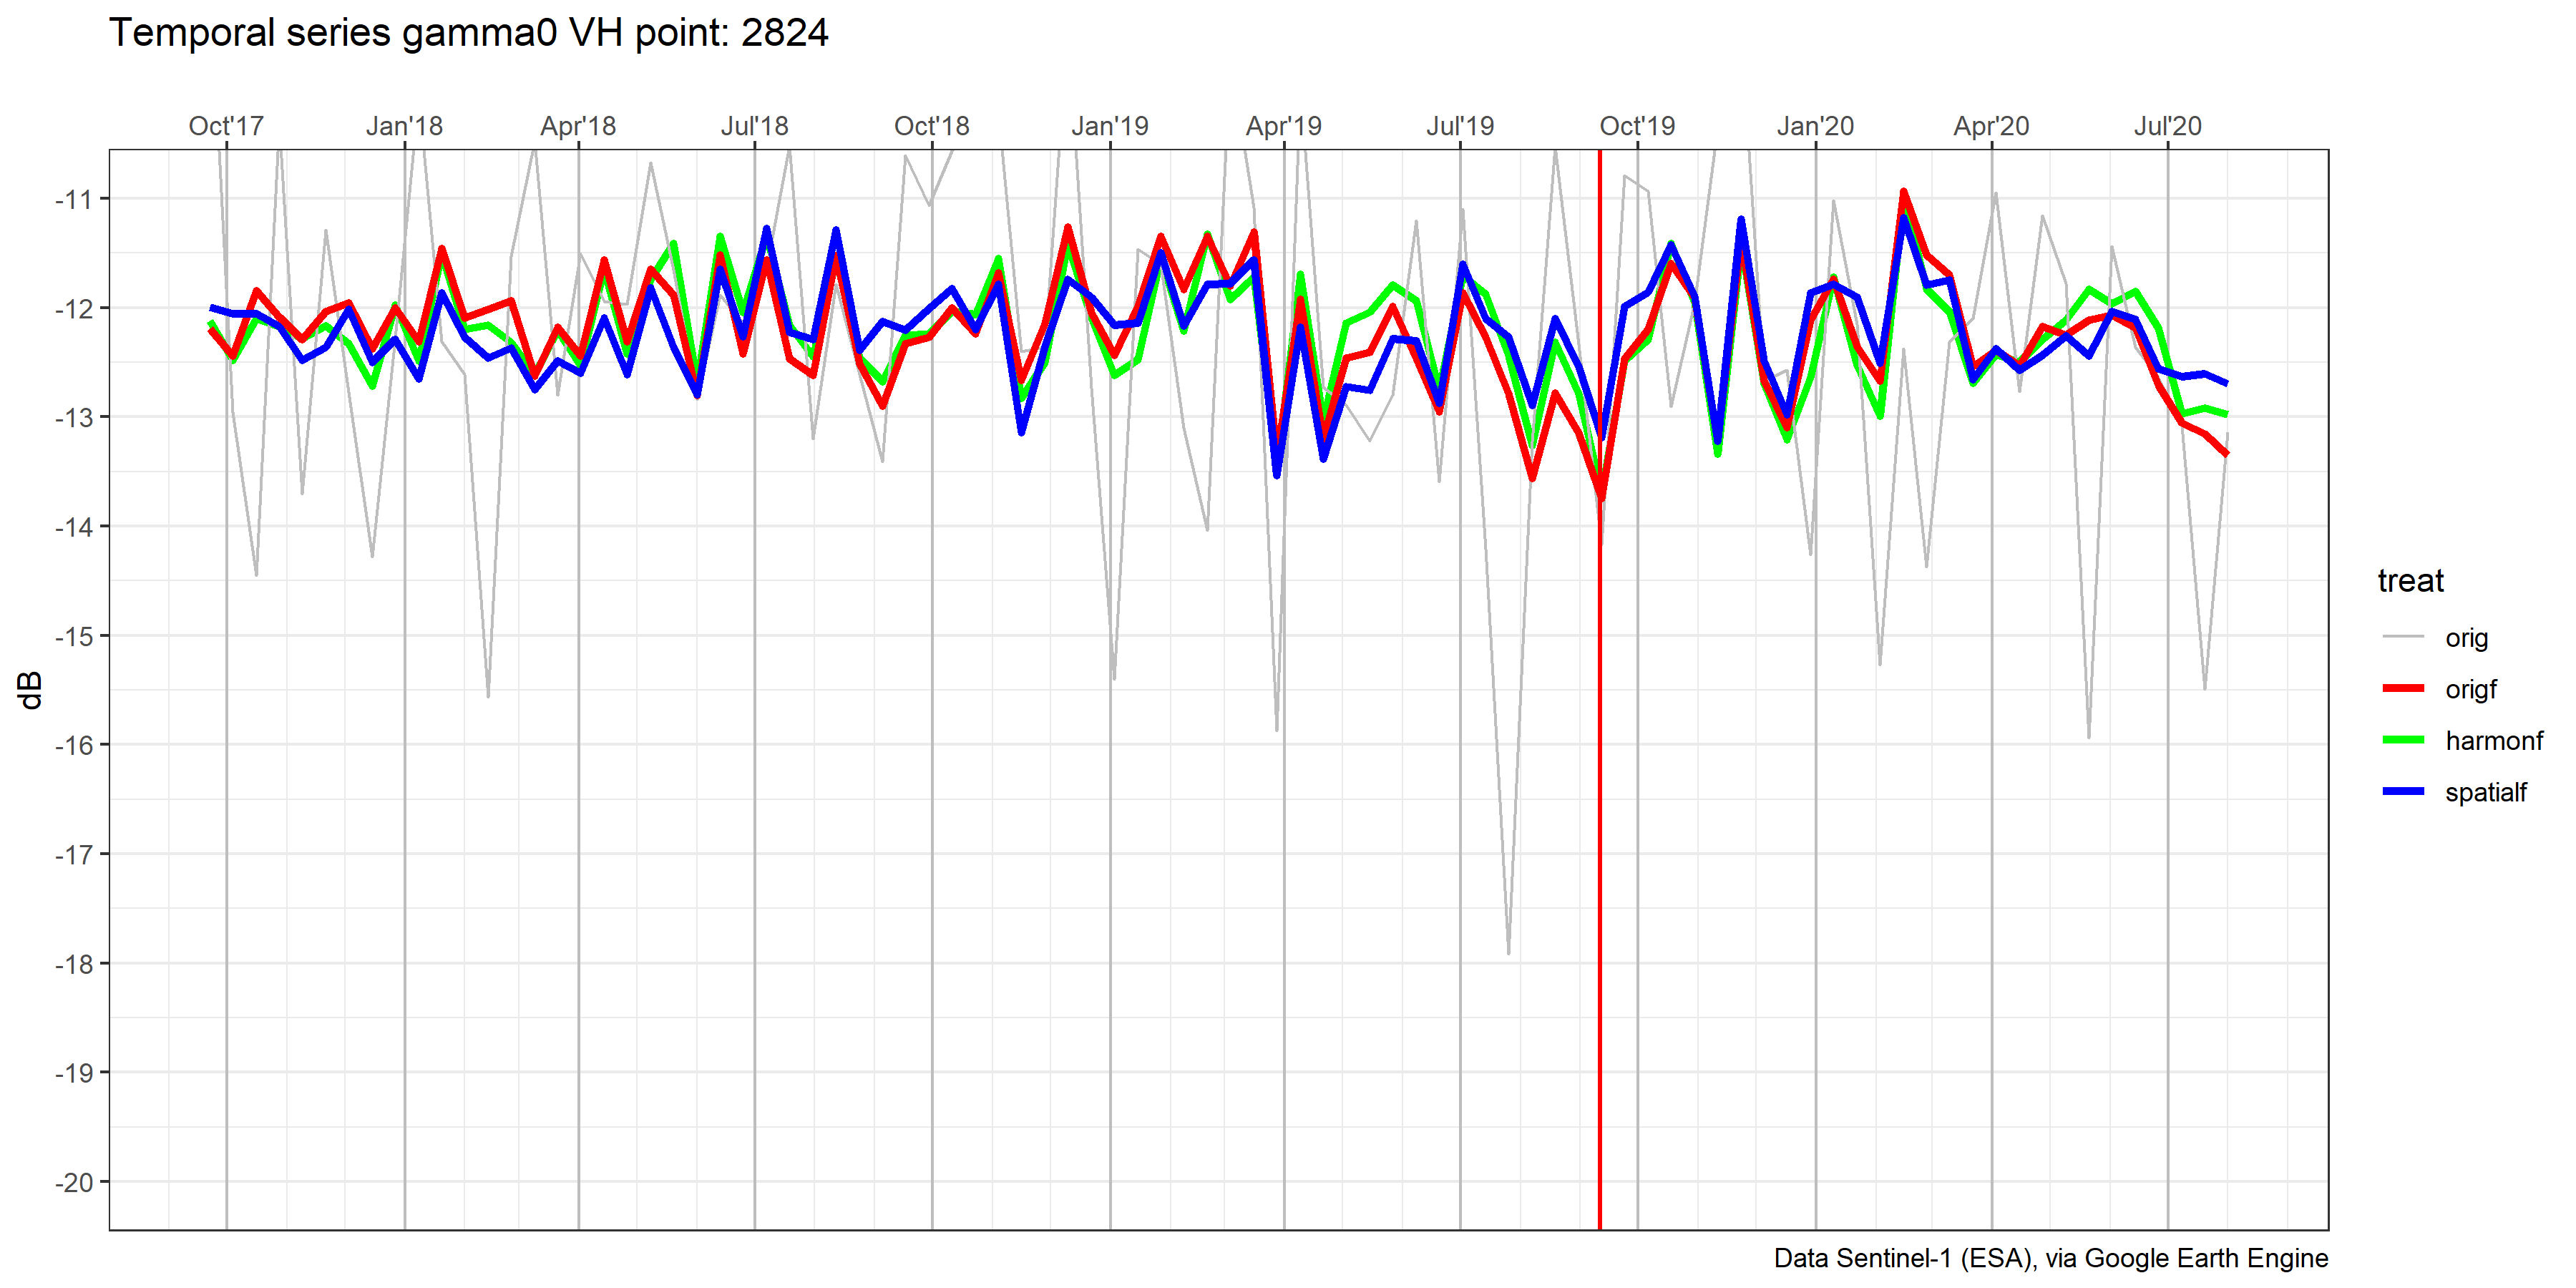 Temporal series gamma0 VH point: 2824
Oct'17 Jan'18 Apr'18 Jul'18 Oct'18 Jan'19 Apr'19 Jul'19 Oct'19 Jan'20 Apr'20 Jul'20
-11
-12
-13
-14
-15
-16
-17
-18
-19
-20
dB
treat
orig
origf
harmonf
spatialf
Data Sentinel-1 (ESA), via Google Earth Engine